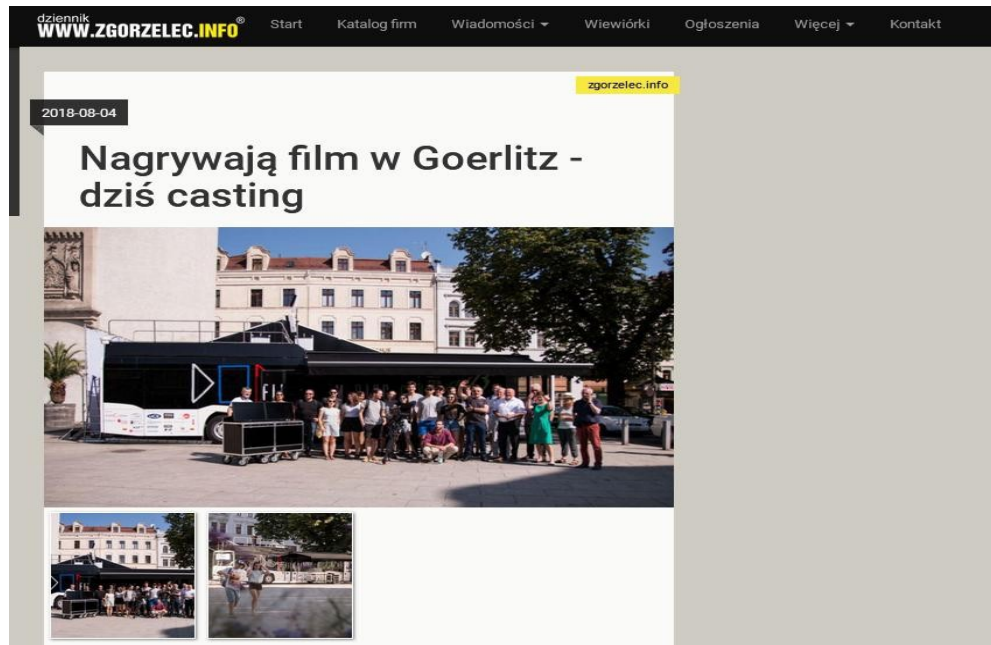 dziennik
WWW.ZGORZELEC.INFO®
Start
Katalog firm
Wiadomości
Wiewiórki
Ogłoszenia
Więcej
Kontakt
zgorzelec.info
2018-08-04
Nagrywają film w Goerlitz -
dziś casting